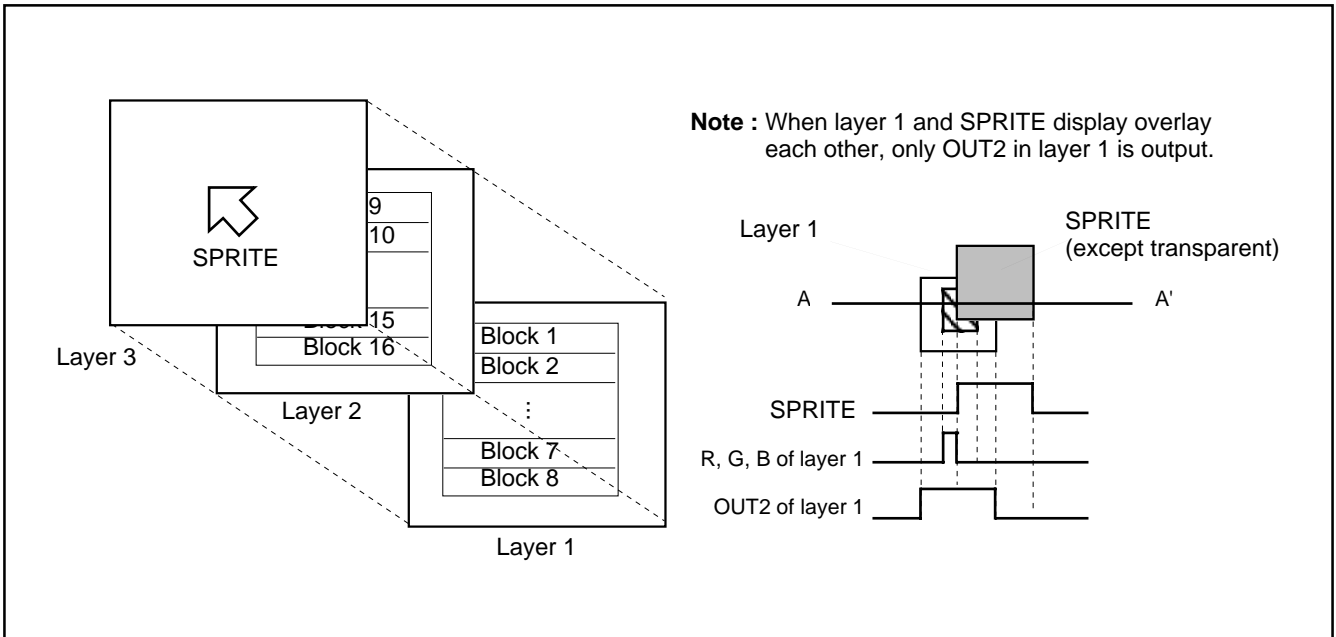 SPRITE
Layer 3
9
10
Block 15
Block 16
Layer 2
Block 1
Block 2
⋮
Block 7
Block 8
Layer 1
Note : When layer 1 and SPRITE display overlay
each other, only OUT2 in layer 1 is output.
Layer 1
SPRITE
(except transparent)
A
A'
SPRITE
R, G, B of layer 1
OUT2 of layer 1